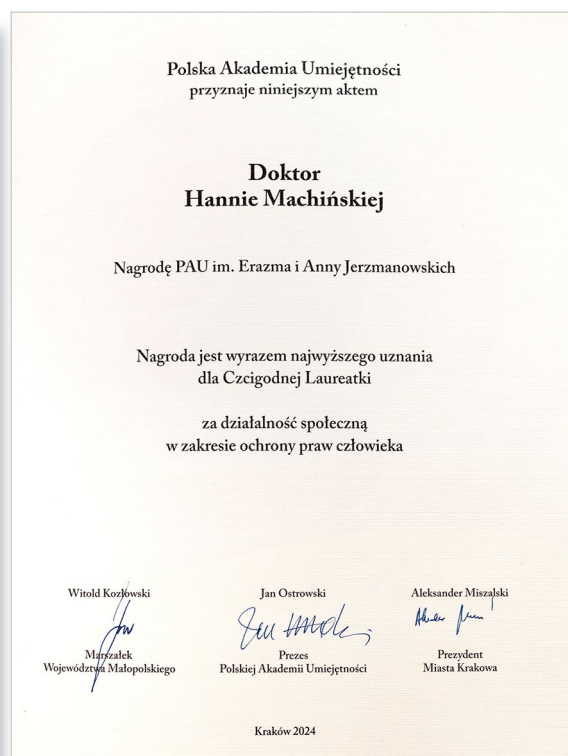 Polska Akademia Umiejętności
przyznaje niniejszym aktem
Doktor
Hannie Machińskiej
Nagrodę PAU im. Erazma i Anny Jerzmanowskich
Nagroda jest wyrazem najwyższego uznania
dla Czcigodnej Laureatki
za działalność społeczną
w zakresie ochrony praw człowieka
Witold Kozłowski
Marszałek
Województwa Małopolskiego
Jan Ostrowski
Prezes
Polskiej Akademii Umiejętności
Aleksander Miszalski
Prezydent
Miasta Krakowa
Kraków 2024